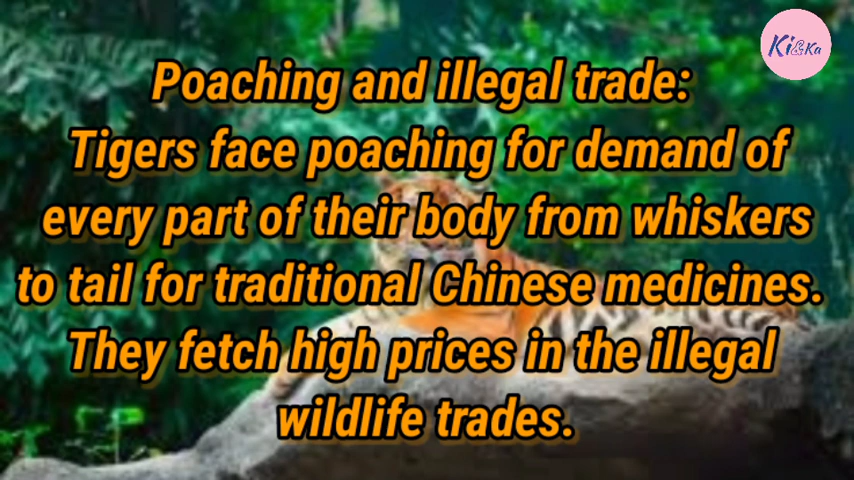 Ki&Ka
Poaching and illegal trade:
Tigers face poaching for demand of
every part of their body from whiskers
to tail for traditional Chinese medicines.
They fetch high prices in the illegal
wildlife trades.